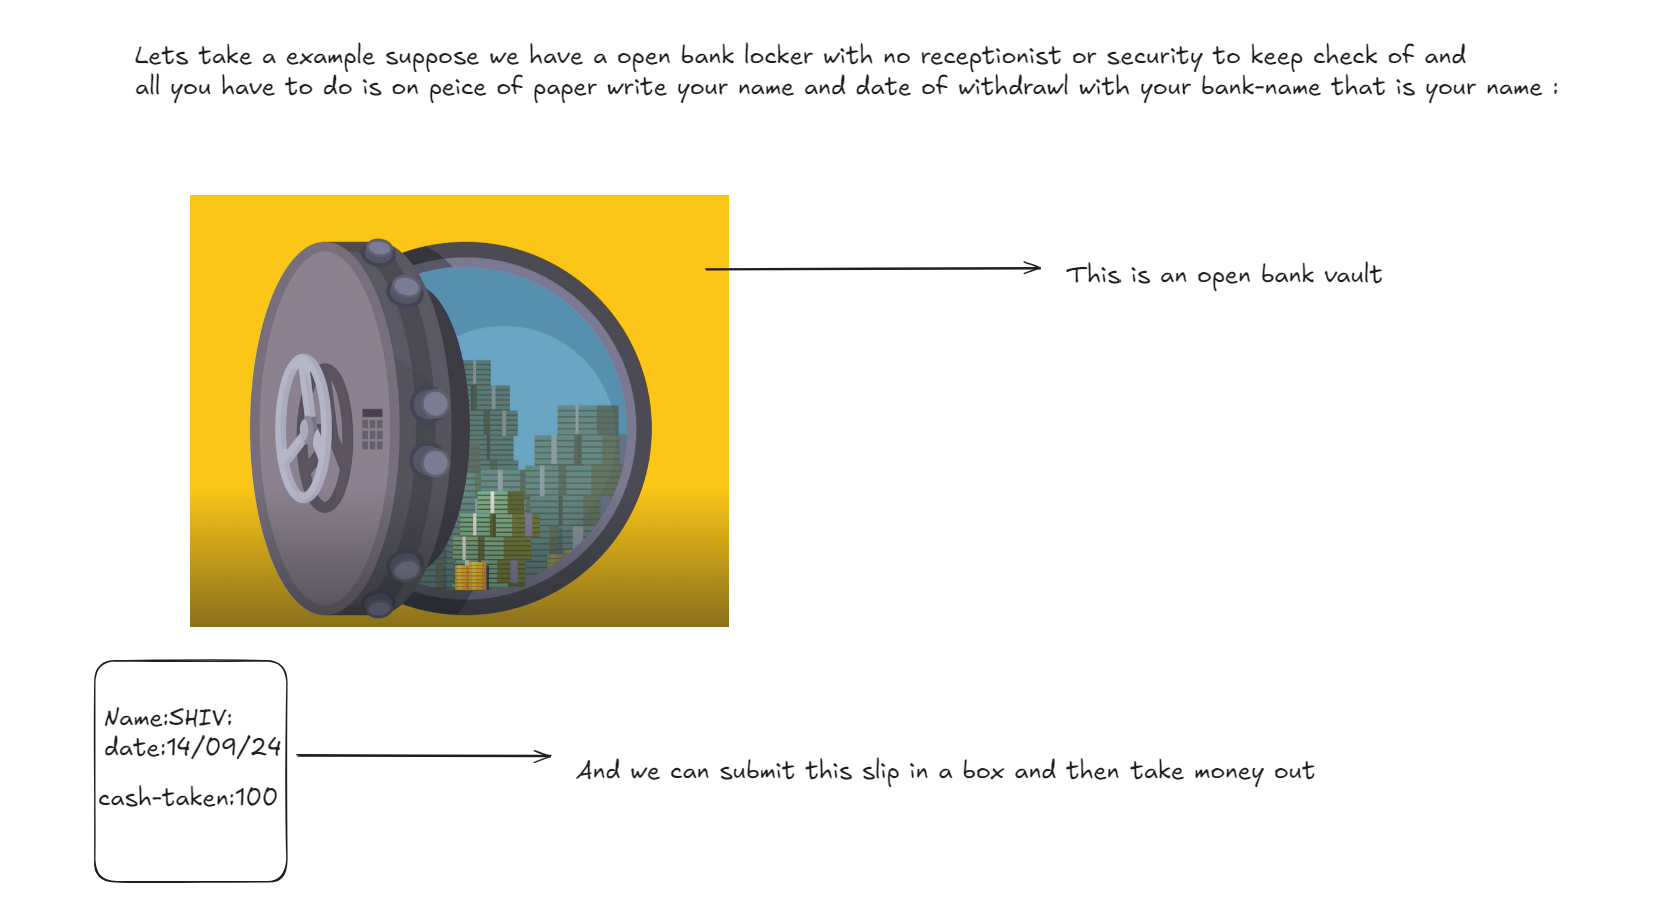 Lets take a example suppose we have a open bank locker with no receptionist or security to keep check of and
all you have to do is on peice of paper write your name and date of withdrawl with your bank-name that is your name :
This is an open bank vault
Name:SHIV:
date:14/09/24
cash-taken:100
And we can submit this slip in a box and then take money out